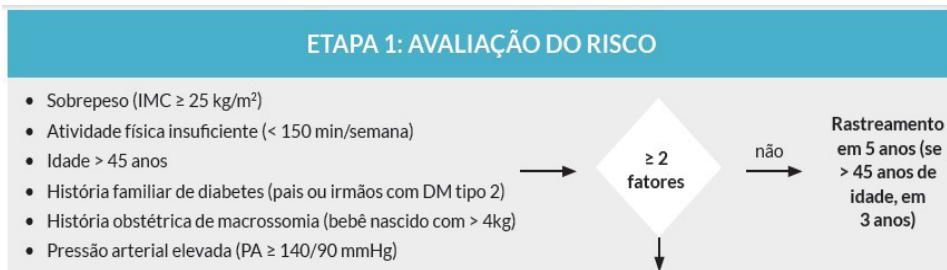 ETAPA 1: AVALIAÇÃO DO RISCO
• Sobrepeso (IMC ≥ 25 kg/m²)
• Atividade física insuficiente (< 150 min/semana)
• Idade > 45 anos
• História familiar de diabetes (pais ou irmãos com DM tipo 2)
• História obstétrica de macrossomia (bebê nascido com > 4kg)
• Pressão arterial elevada (PA ≥ 140/90 mmHg)
≥ 2
fatores
não
Rastreamento
em 5 anos (se
> 45 anos de
idade, em
3 anos)